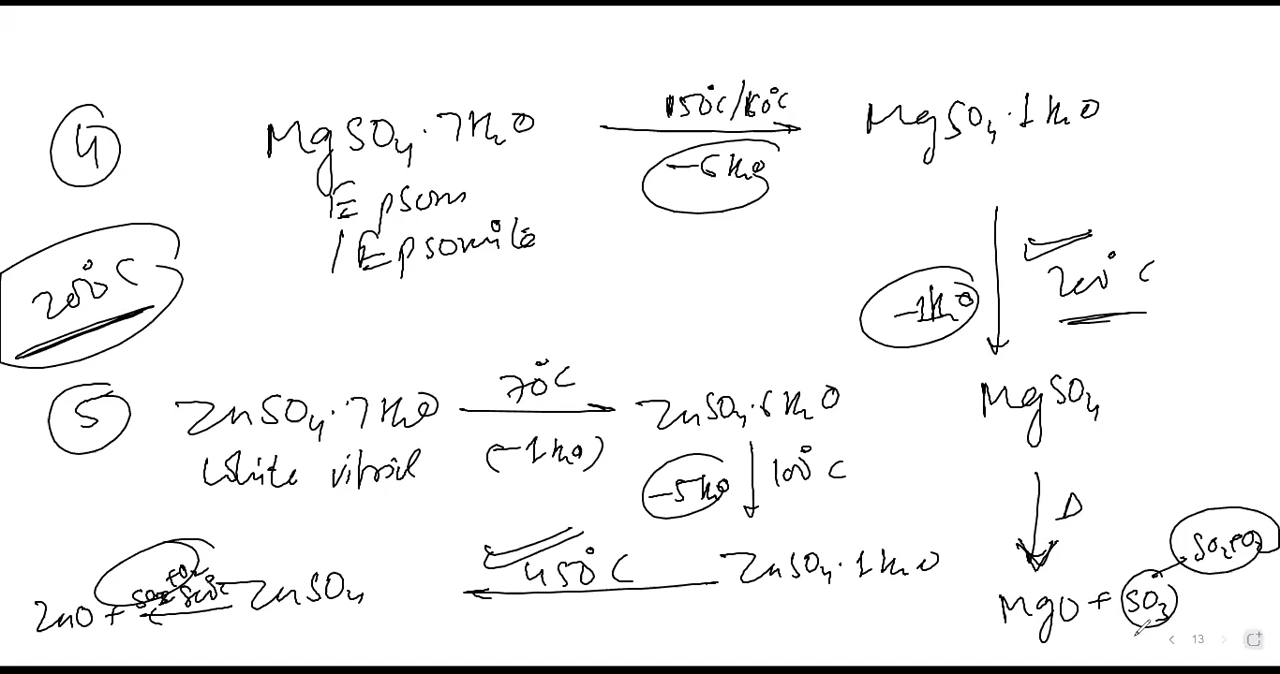 4 MgSO₄·7H₂O 150°C/160°C −6H₂O MgSO₄·1H₂O
Epsom
/Epsomite
200°C −1H₂O 200°C
5 ZnSO₄·7H₂O 70°C (−1H₂O) ZnSO₄·6H₂O MgSO₄
White vitriol −5H₂O 100°C
Δ
ZnSO₄·1H₂O 450°C ZnSO₄ SO₂+O₂
ZnO + MgO + SO₃
13